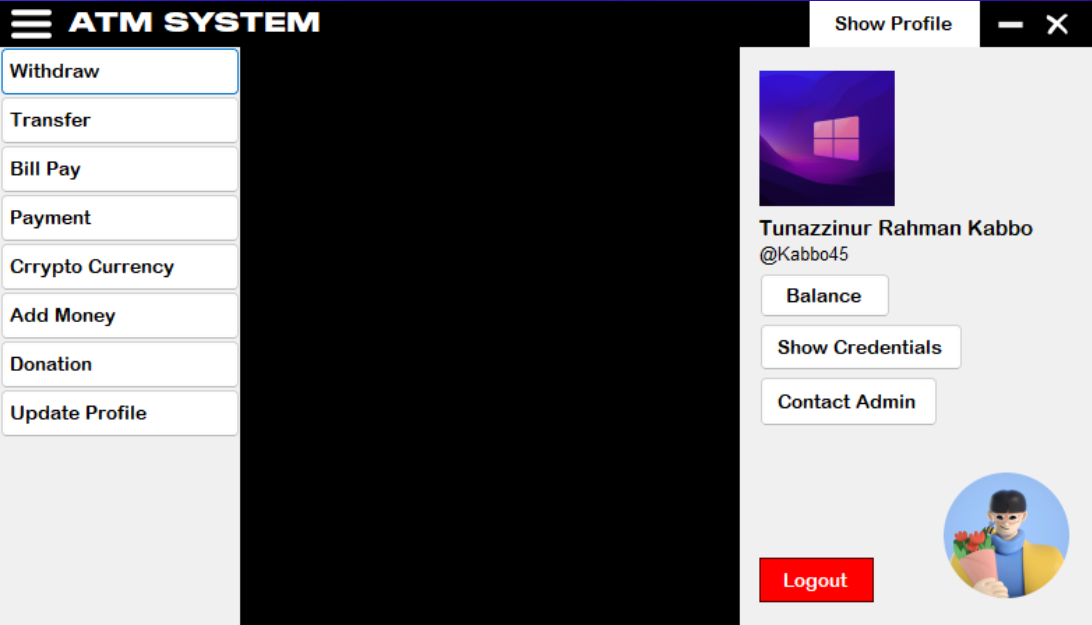 ATM SYSTEM
Show Profile
Withdraw
Transfer
Bill Pay
Payment
Crrypto Currency
Add Money
Donation
Update Profile
Tunazzinur Rahman Kabbo
@Kabbo45
Balance
Show Credentials
Contact Admin
Logout